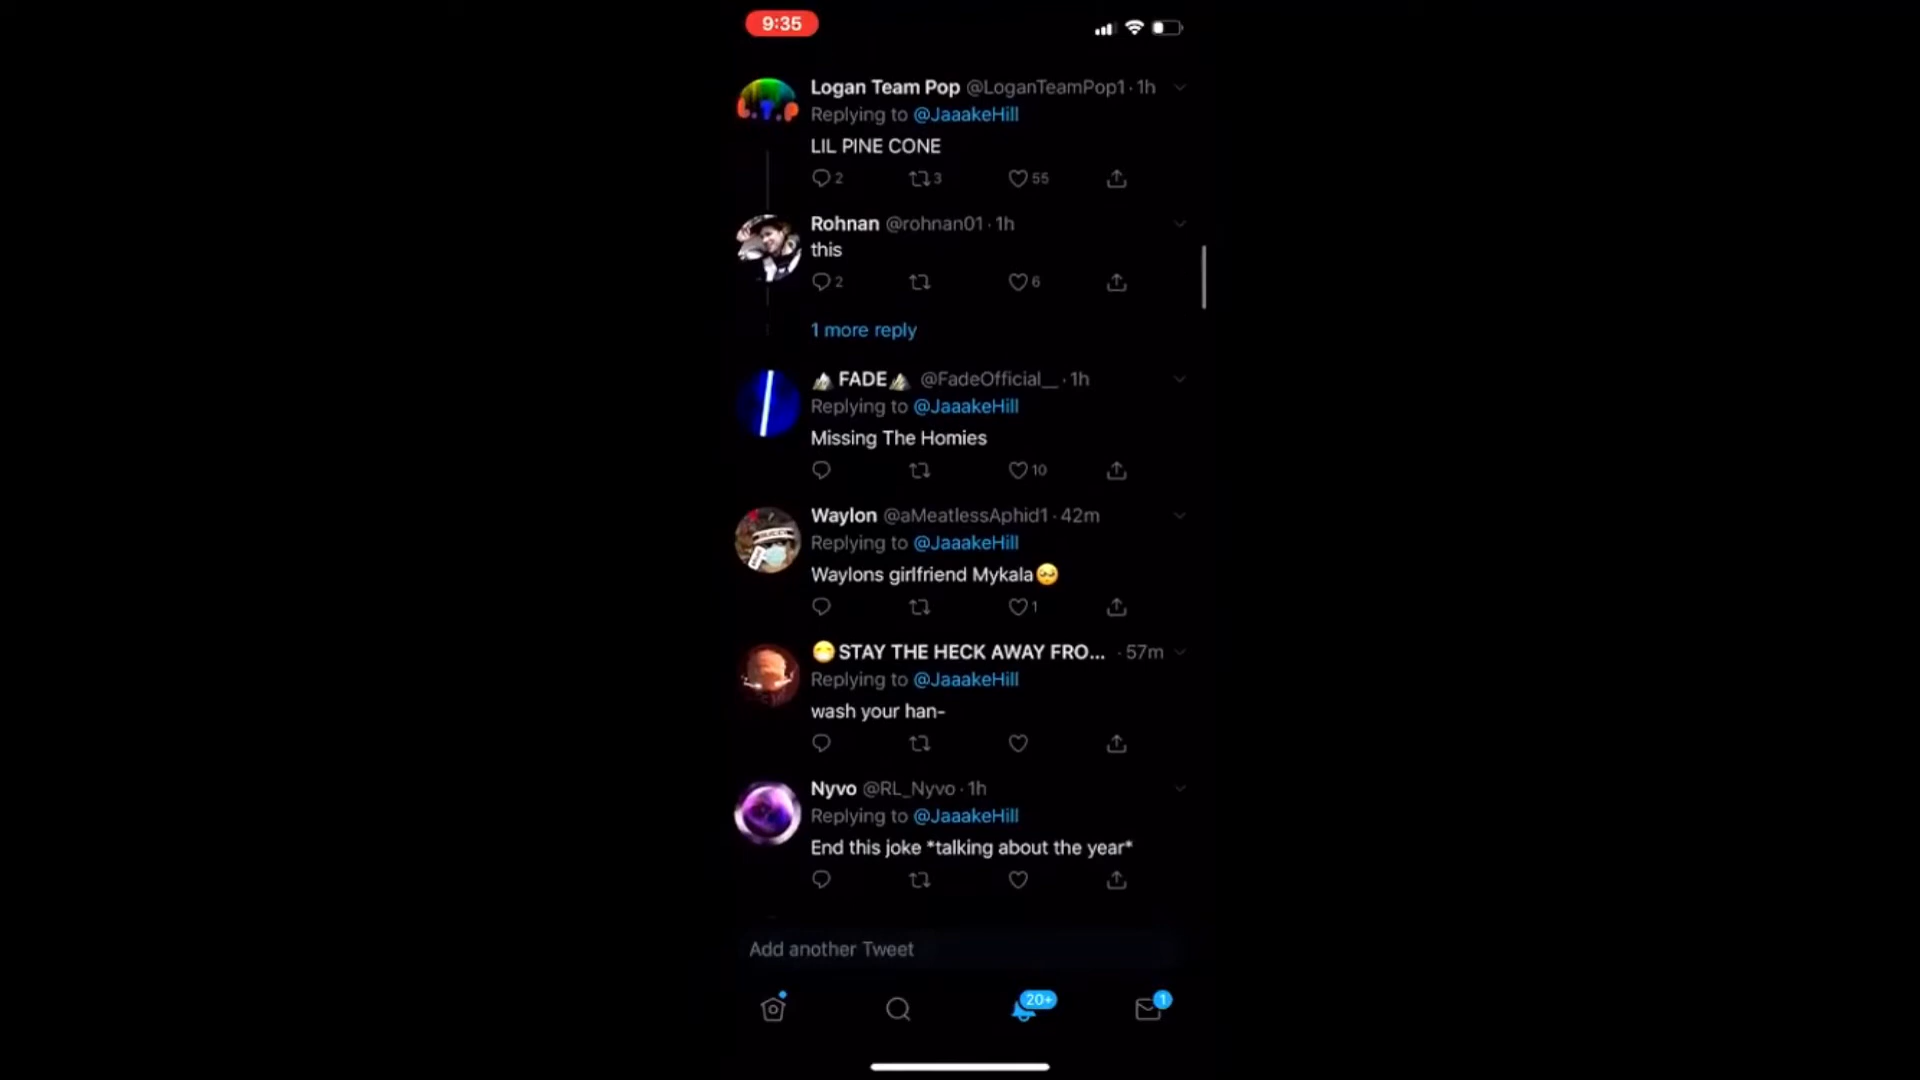 9:35
Logan Team Pop @LoganTeamPop1 · 1h
Replying to @JaaakeHill
LIL PINE CONE
2 3 55
Rohnan @rohnan01 · 1h
this
2 6
1 more reply
FADE @FadeOfficial__ · 1h
Replying to @JaaakeHill
Missing The Homies
10
Waylon @aMeatlessAphid1 · 42m
Replying to @JaaakeHill
Waylons girlfriend Mykala🥺
1
😷STAY THE HECK AWAY FRO... · 57m
Replying to @JaaakeHill
wash your han-
Nyvo @RL_Nyvo · 1h
Replying to @JaaakeHill
End this joke *talking about the year*
Add another Tweet
20+ 1